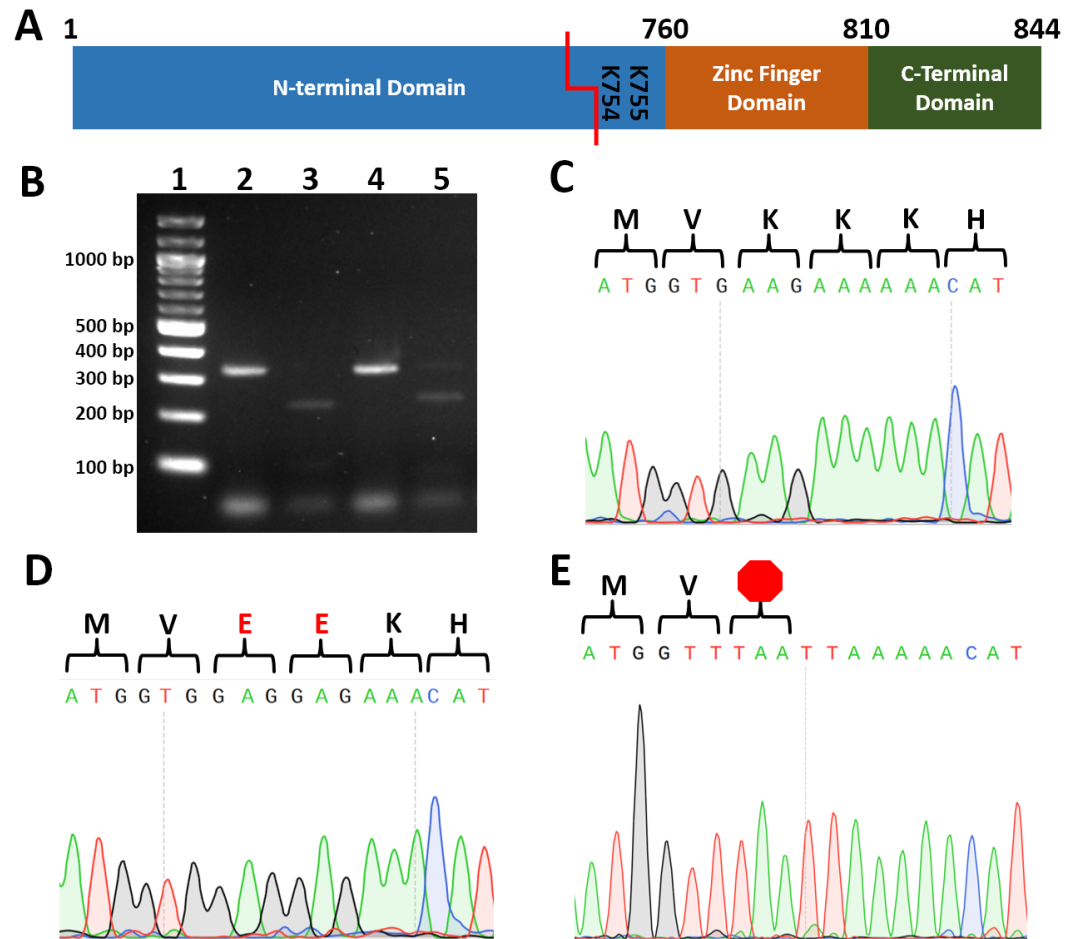 A
1 760 810 844
N-terminal Domain
K754
K755
Zinc Finger
Domain
C-Terminal
Domain
B
1 2 3 4 5
1000 bp
500 bp
400 bp
300 bp
200 bp
100 bp
C
M V K K K H
A T G G T G A A G A A A A A A C A T
D
M V E E K H
A T G G T G G A G G A G A A A C A T
E
M V
A T G G T T T A A T T A A A A A C A T